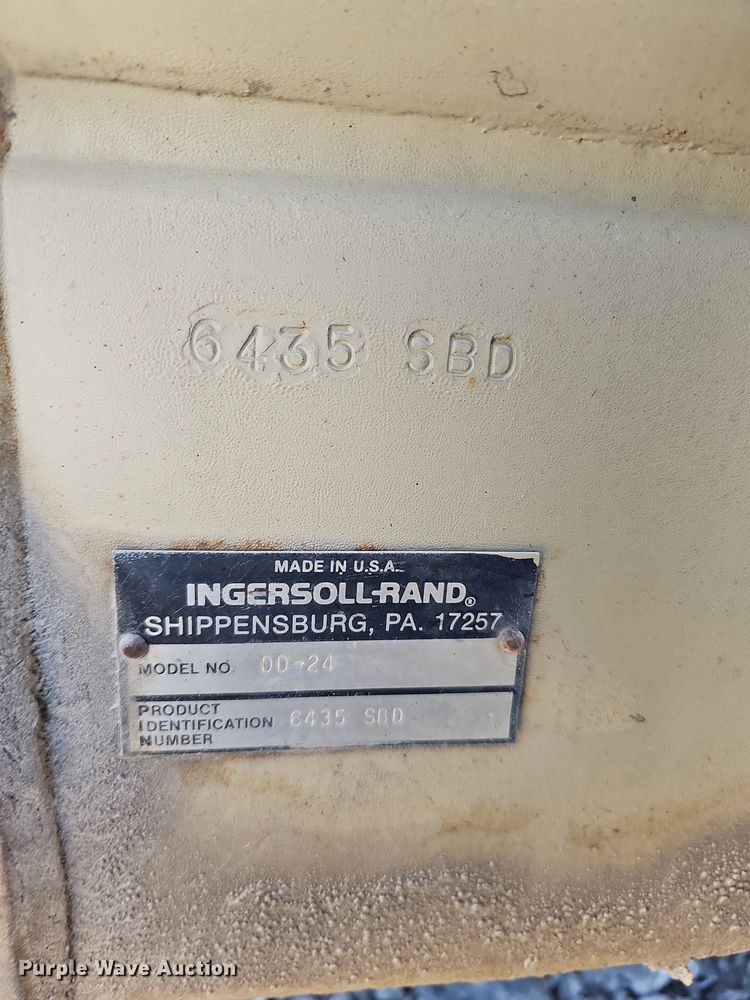 6435 SBD
MADE IN U.S.A.
INGERSOLL-RAND®
SHIPPENSBURG, PA. 17257
MODEL NO. DD-24
PRODUCT
IDENTIFICATION 6435 SBD
NUMBER
Purple Wave Auction